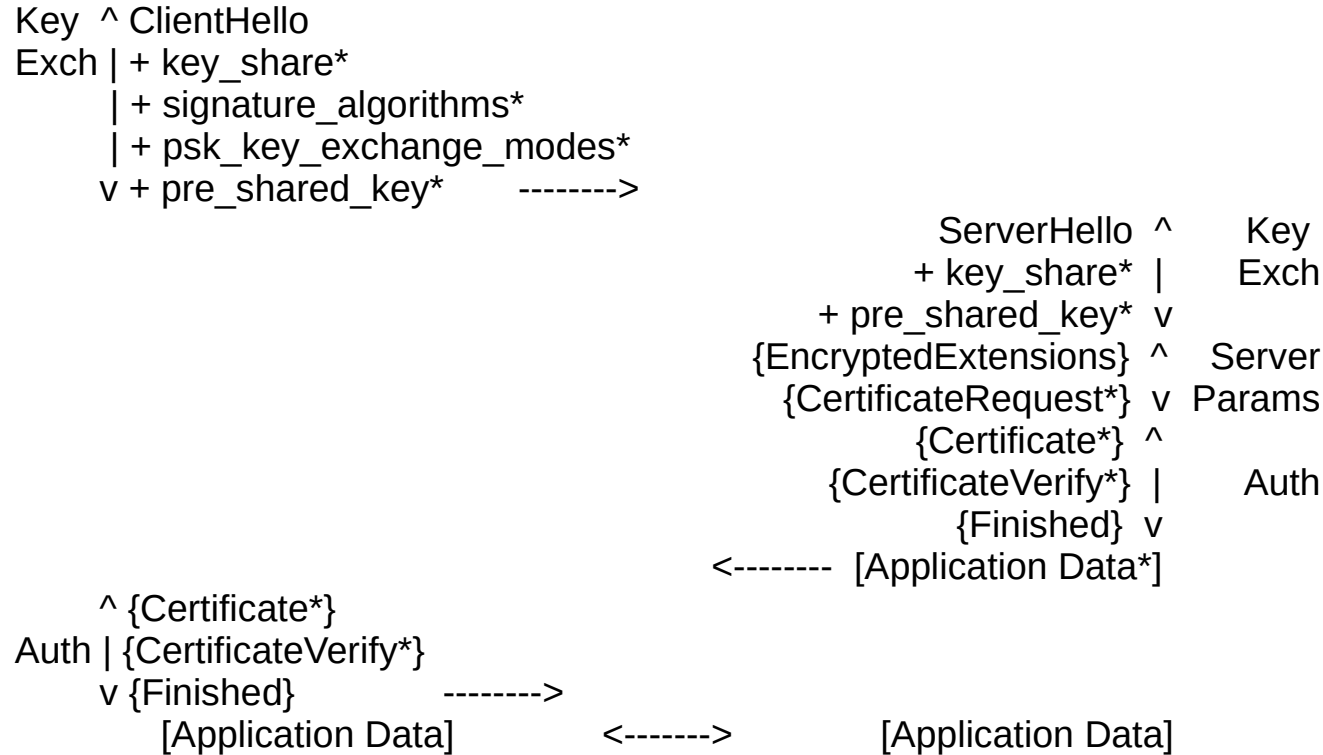 Key ^ ClientHello
Exch | + key_share*
| + signature_algorithms*
| + psk_key_exchange_modes*
v + pre_shared_key* -------->
ServerHello ^ Key
+ key_share* | Exch
+ pre_shared_key* v
{EncryptedExtensions} ^ Server
{CertificateRequest*} v Params
{Certificate*} ^
{CertificateVerify*} | Auth
{Finished} v
<-------- [Application Data*]
^ {Certificate*}
Auth | {CertificateVerify*}
v {Finished} -------->
[Application Data] <-------> [Application Data]